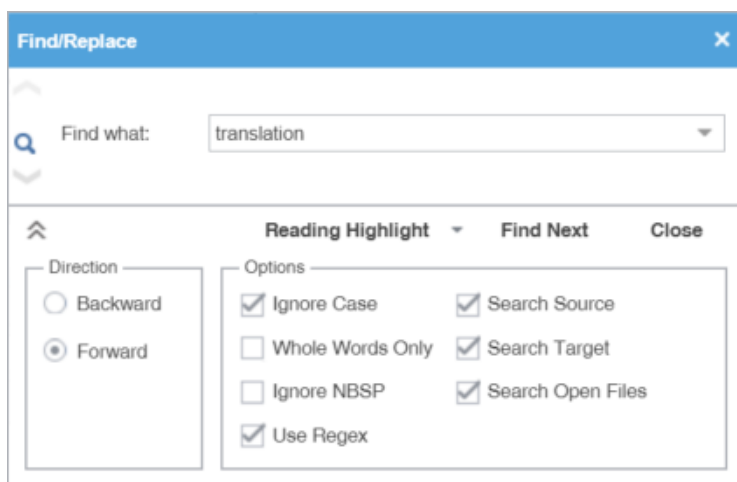 Find/Replace
Find what: translation
Reading Highlight Find Next Close
Direction
Backward
Forward
Options
Ignore Case Search Source
Whole Words Only Search Target
Ignore NBSP Search Open Files
Use Regex